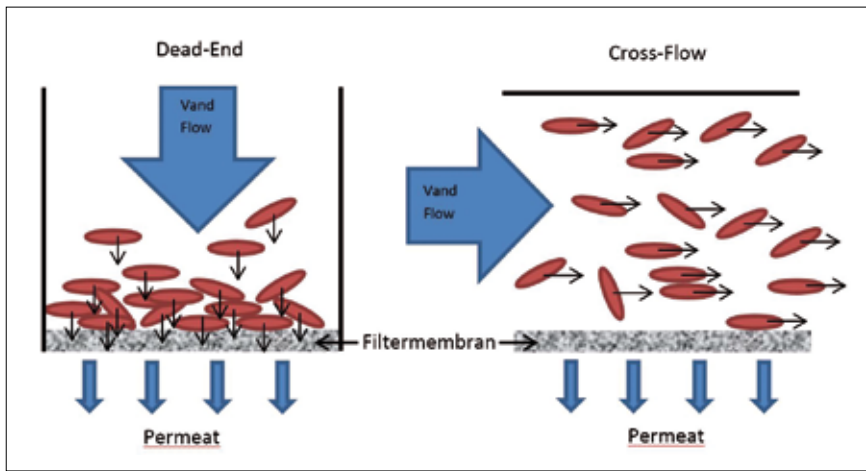 Dead-End
Vand
Flow
Cross-Flow
Vand
Flow
Filtermembran
Permeat
Permeat